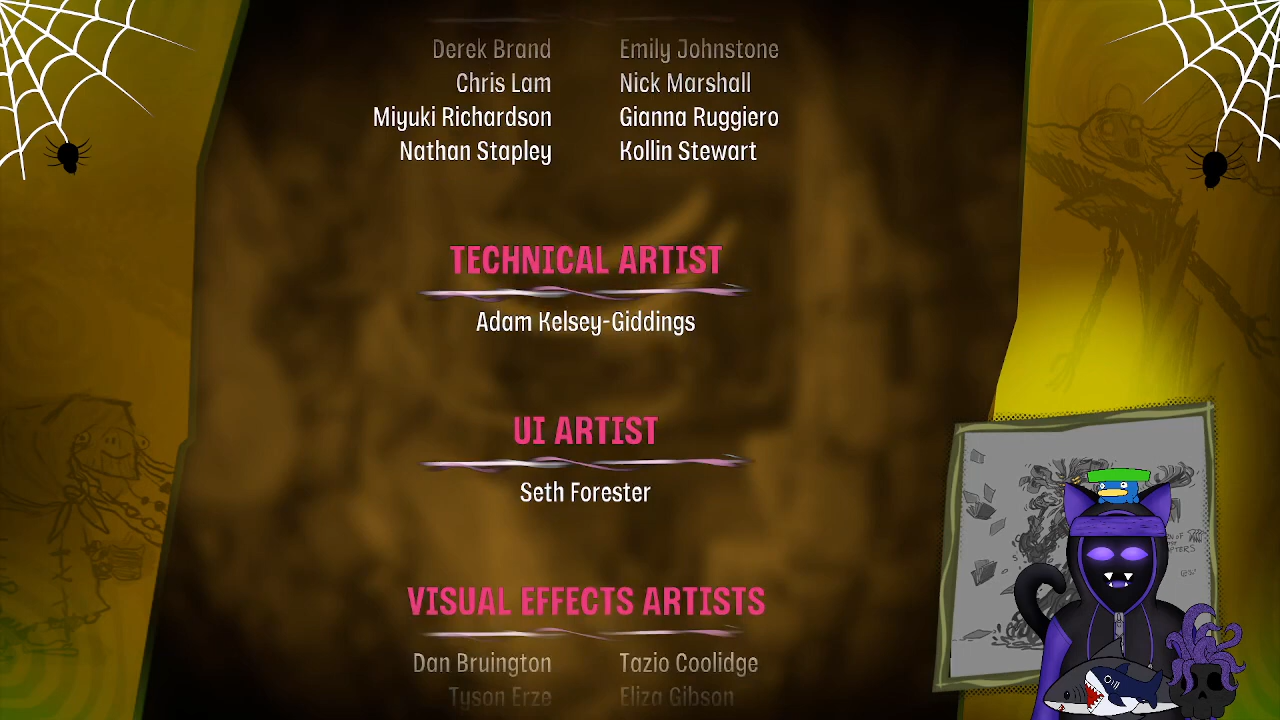 Derek Brand Emily Johnstone
Chris Lam Nick Marshall
Miyuki Richardson Gianna Ruggiero
Nathan Stapley Kollin Stewart
TECHNICAL ARTIST
Adam Kelsey-Giddings
UI ARTIST
Seth Forester
VISUAL EFFECTS ARTISTS
Dan Bruington Tazio Coolidge
Tyson Erze Eliza Gibson